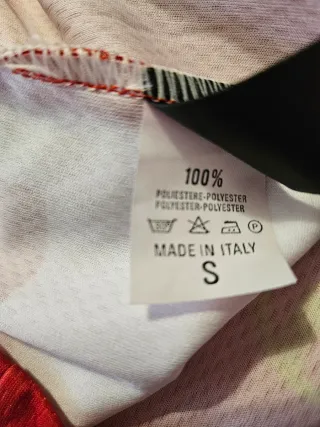 100%
POLIESTERE-POLYESTER
POLYESTER-POLYESTER
P
MADE IN ITALY
S